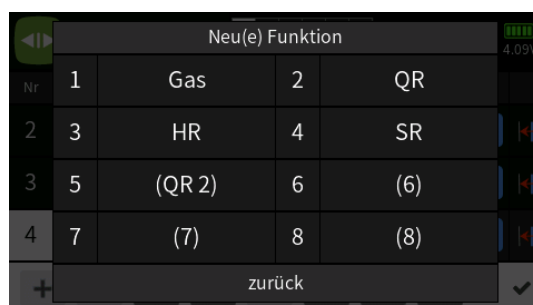 Neu(e) Funktion
4.09V
Nr
1 Gas 2 QR
2
3 HR 4 SR
3
5 (QR 2) 6 (6)
4
7 (7) 8 (8)
zurück